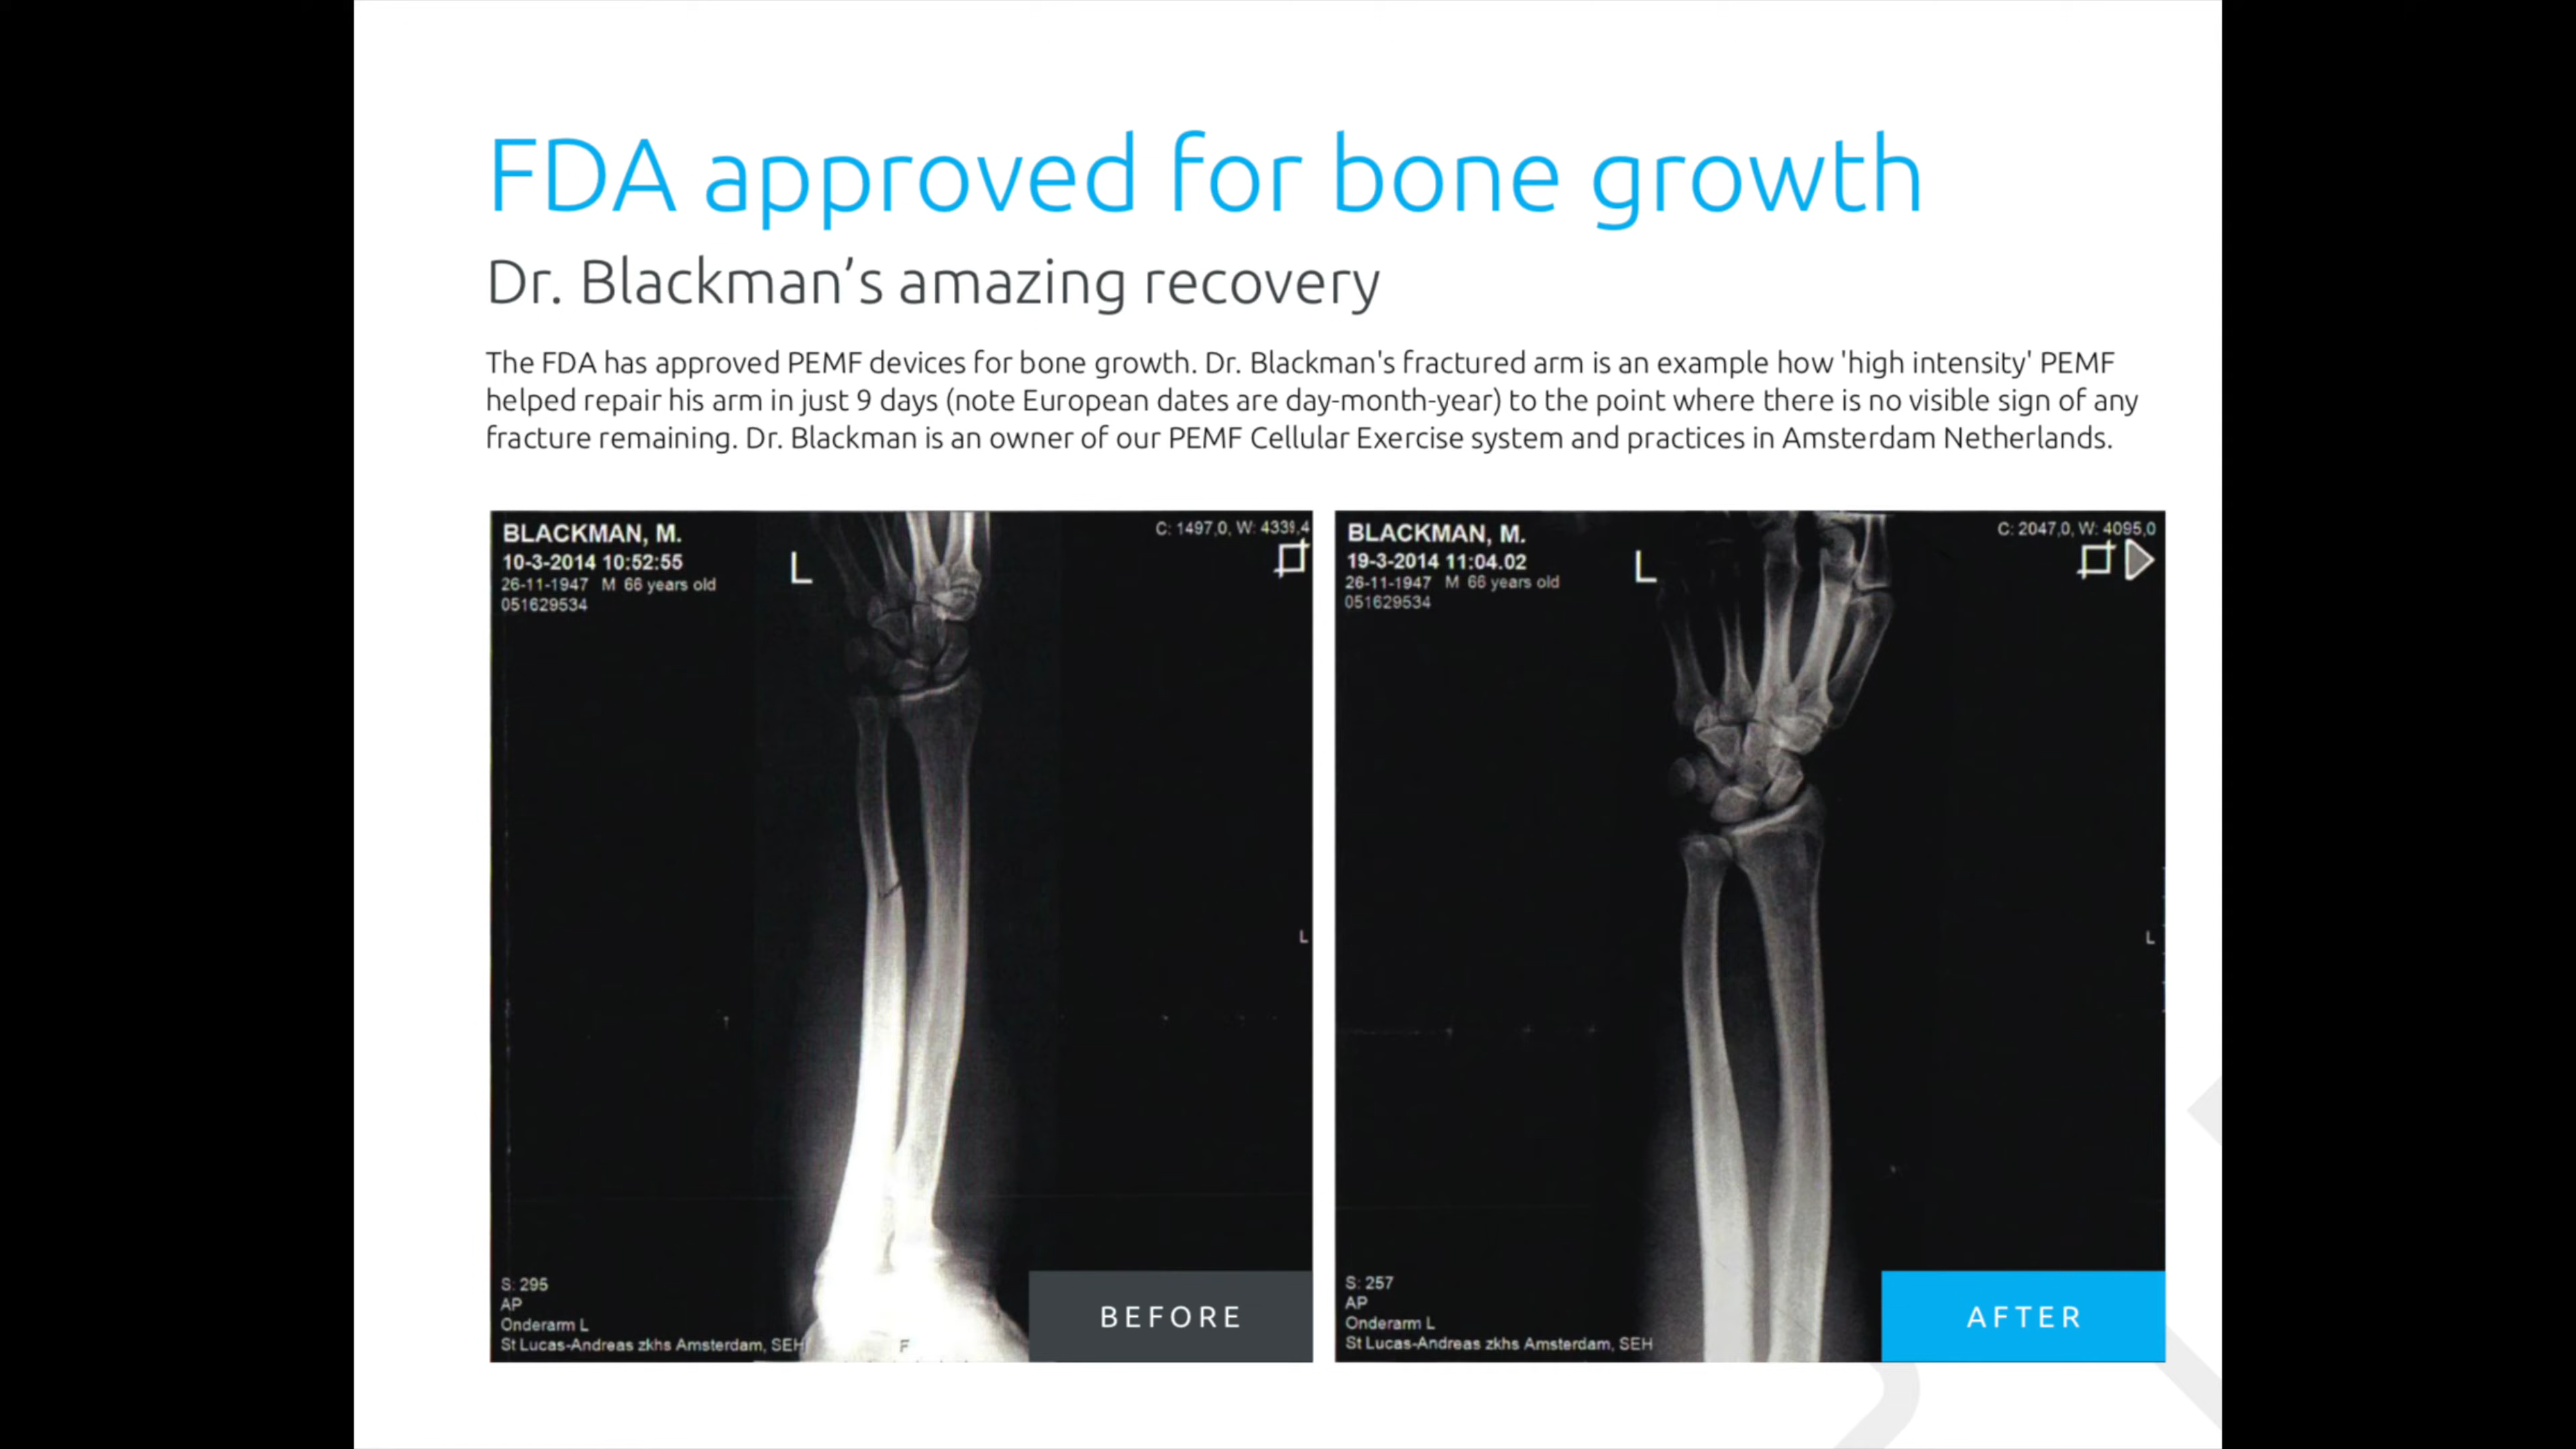 FDA approved for bone growth
Dr. Blackman's amazing recovery
The FDA has approved PEMF devices for bone growth. Dr. Blackman's fractured arm is an example how 'high intensity' PEMF
helped repair his arm in just 9 days (note European dates are day-month-year) to the point where there is no visible sign of any
fracture remaining. Dr. Blackman is an owner of our PEMF Cellular Exercise system and practices in Amsterdam Netherlands.
BLACKMAN, M.
10-3-2014 10:52:55
26-11-1947 M 66 years old
051629534
L
C: 1497,0, W: 4339,4
L
S: 295
AP
Onderarm L
St Lucas-Andreas zkhs Amsterdam, SEH
F
BEFORE
BLACKMAN, M.
19-3-2014 11:04.02
26-11-1947 M 66 years old
051629534
L
C: 2047,0, W: 4095,0
L
S: 257
AP
Onderarm L
St Lucas-Andreas zkhs Amsterdam, SEH
AFTER